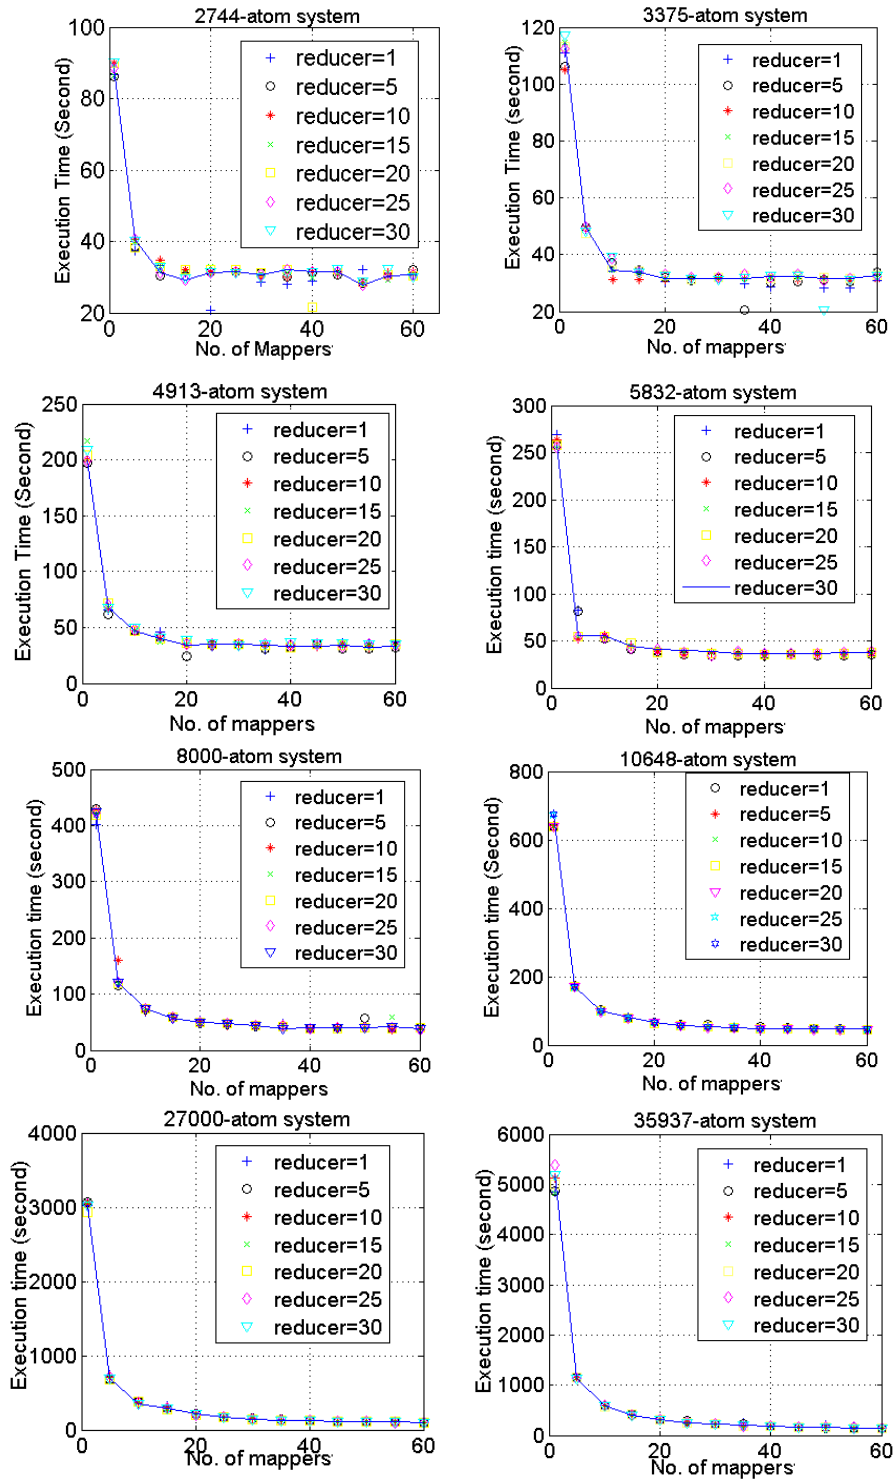 2744-atom system
Execution Time (Second)
100
80
60
40
20
reducer=1
reducer=5
reducer=10
reducer=15
reducer=20
reducer=25
reducer=30
0 20 40 60
No. of Mappers
3375-atom system
Execution Time (second)
120
100
80
60
40
20
reducer=1
reducer=5
reducer=10
reducer=15
reducer=20
reducer=25
reducer=30
0 20 40 60
No. of mappers
4913-atom system
Execution Time (Second)
250
200
150
100
50
0
reducer=1
reducer=5
reducer=10
reducer=15
reducer=20
reducer=25
reducer=30
0 20 40 60
No. of mappers
5832-atom system
Execution time (second)
300
250
200
150
100
50
0
reducer=1
reducer=5
reducer=10
reducer=15
reducer=20
reducer=25
reducer=30
0 20 40 60
No. of mappers
8000-atom system
Execution time (second)
500
400
300
200
100
0
reducer=1
reducer=5
reducer=10
reducer=15
reducer=20
reducer=25
reducer=30
0 20 40 60
No. of mappers
10648-atom system
Execution time (Second)
800
600
400
200
0
reducer=1
reducer=5
reducer=10
reducer=15
reducer=20
reducer=25
reducer=30
0 20 40 60
No. of mappers
27000-atom system
Execution time (second)
4000
3000
2000
1000
0
reducer=1
reducer=5
reducer=10
reducer=15
reducer=20
reducer=25
reducer=30
0 20 40 60
No. of mappers
35937-atom system
Execution time (second)
6000
5000
4000
3000
2000
1000
0
reducer=1
reducer=5
reducer=10
reducer=15
reducer=20
reducer=25
reducer=30
0 20 40 60
No. of mappers